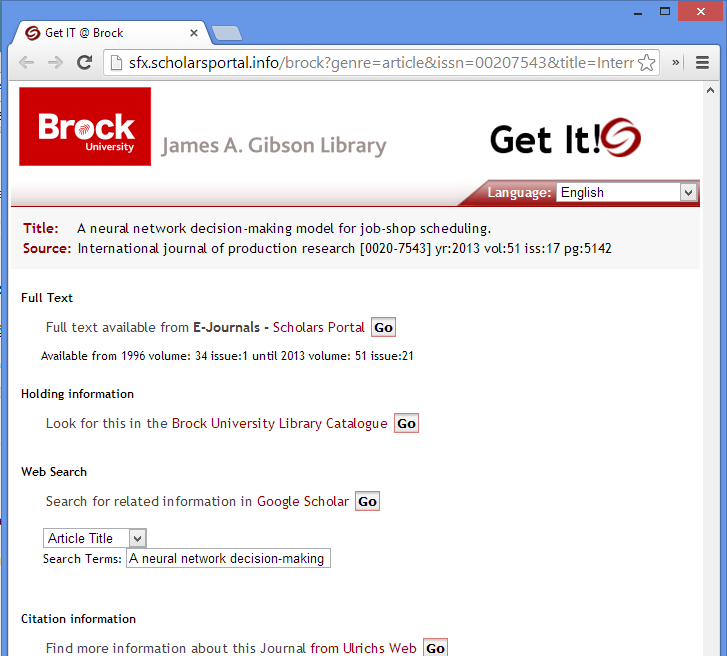 Get IT @ Brock
sfx.scholarsportal.info/brock?genre=article&issn=00207543&title=Intern
Brock
University
James A. Gibson Library
Get It!
Language: English
Title: A neural network decision-making model for job-shop scheduling.
Source: International journal of production research [0020-7543] yr:2013 vol:51 iss:17 pg:5142
Full Text
Full text available from E-Journals - Scholars Portal Go
Available from 1996 volume: 34 issue:1 until 2013 volume: 51 issue:21
Holding information
Look for this in the Brock University Library Catalogue Go
Web Search
Search for related information in Google Scholar Go
Article Title
Search Terms: A neural network decision-making
Citation information
Find more information about this Journal from Ulrichs Web Go